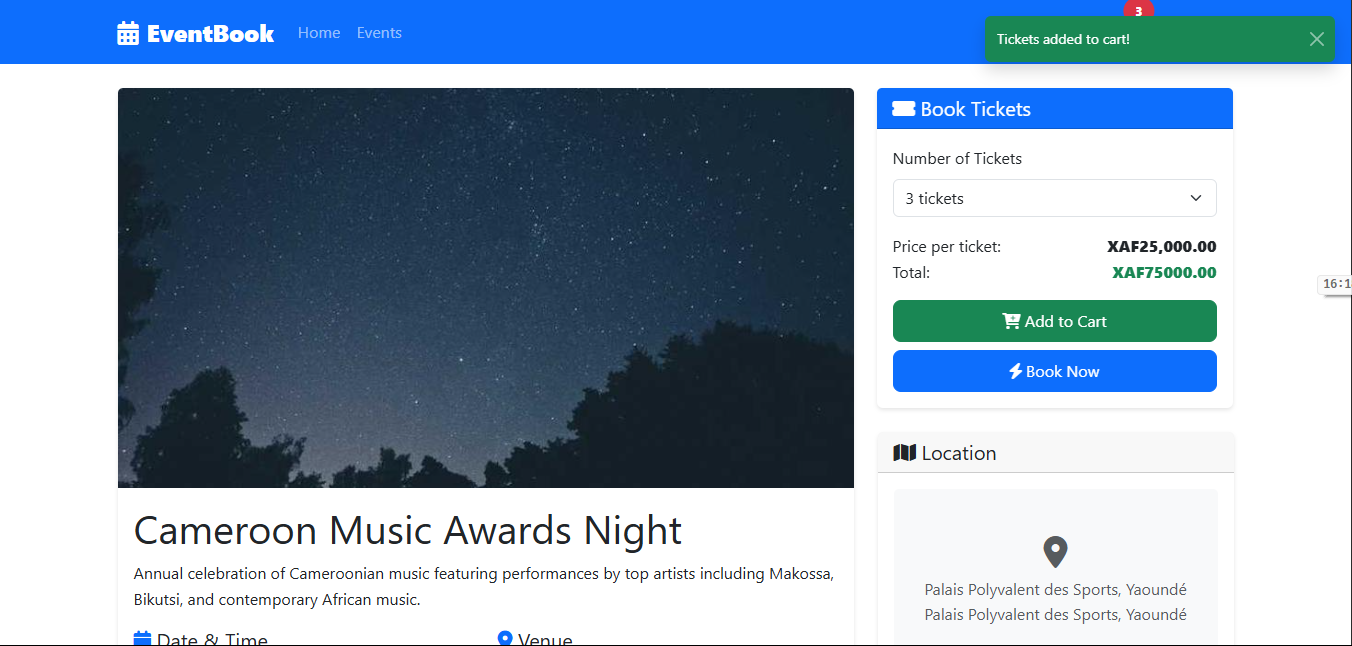 EventBook Home Events
3
Tickets added to cart!
Book Tickets
Number of Tickets
3 tickets
Price per ticket: XAF25,000.00
Total: XAF75000.00
Add to Cart
Book Now
Location
Palais Polyvalent des Sports, Yaoundé
Palais Polyvalent des Sports, Yaoundé
Cameroon Music Awards Night
Annual celebration of Cameroonian music featuring performances by top artists including Makossa,
Bikutsi, and contemporary African music.
Date & Time
Venue